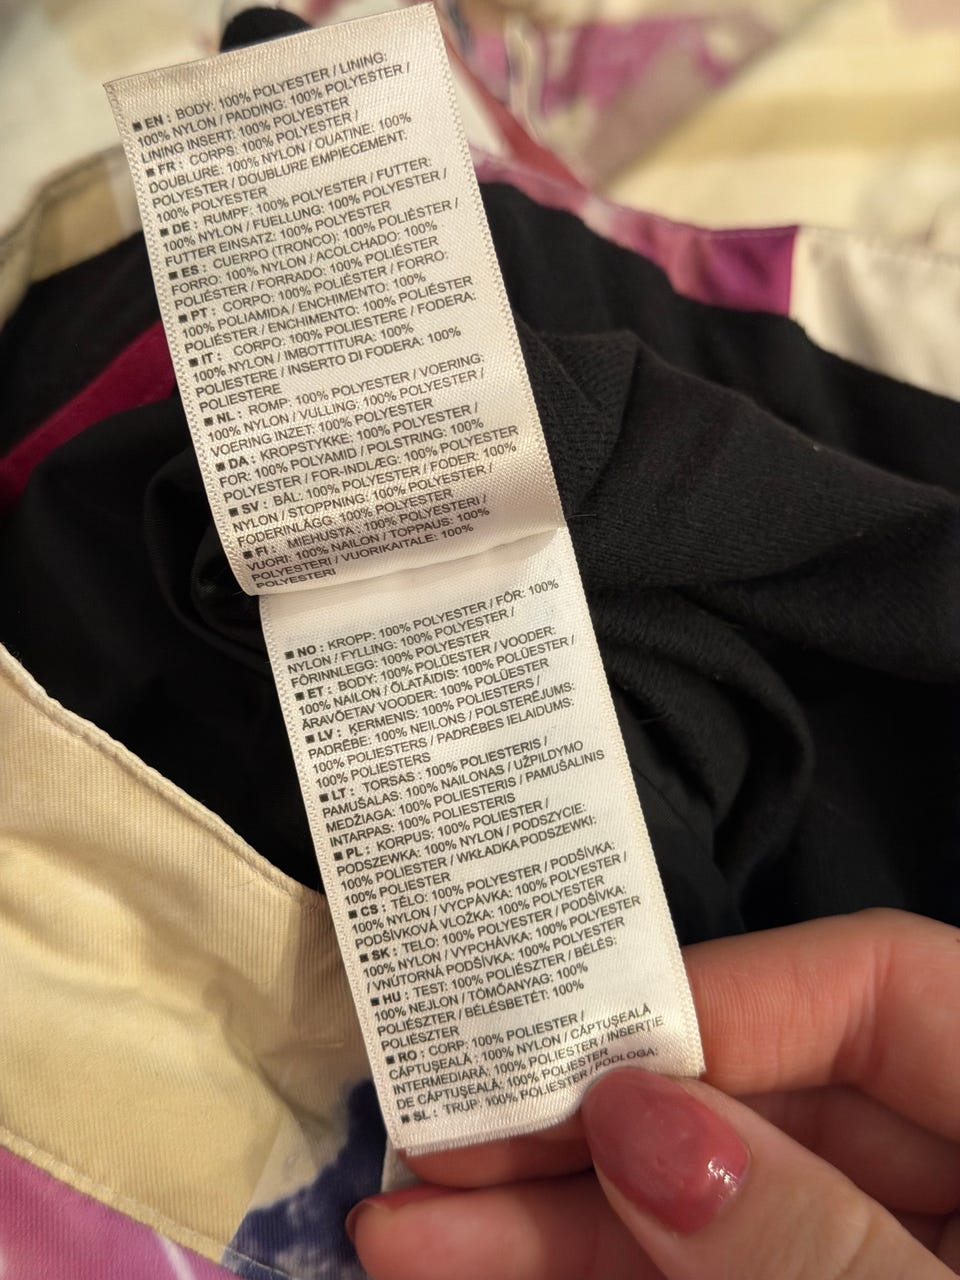 ■ EN : BODY: 100% POLYESTER / LINING:
100% NYLON / PADDING: 100% POLYESTER /
LINING INSERT: 100% POLYESTER
■ FR : CORPS: 100% POLYESTER /
DOUBLURE: 100% NYLON / OUATINE: 100%
POLYESTER / DOUBLURE EMPIECEMENT:
100% POLYESTER
■ DE : RUMPF: 100% POLYESTER / FUTTER:
100% NYLON / FUELLUNG: 100% POLYESTER /
FUTTER EINSATZ: 100% POLYESTER
■ ES : CUERPO (TRONCO): 100% POLIÉSTER /
FORRO: 100% NYLON / ACOLCHADO: 100%
POLIÉSTER / FORRADO: 100% POLIÉSTER
■ PT : CORPO: 100% POLIÉSTER / FORRO:
100% POLIAMIDA / ENCHIMENTO: 100%
POLIÉSTER / ENCHIMENTO: 100% POLIÉSTER
■ IT : CORPO: 100% POLIESTERE / FODERA:
100% NYLON / IMBOTTITURA: 100%
POLIESTERE / INSERTO DI FODERA: 100%
POLIESTERE
■ NL : ROMP: 100% POLYESTER / VOERING:
100% NYLON / VULLING: 100% POLYESTER /
VOERING INZET: 100% POLYESTER
■ DA : KROPSTYKKE: 100% POLYESTER /
FOR: 100% POLYAMID / POLSTRING: 100%
POLYESTER / FOR-INDLÆG: 100% POLYESTER
■ SV : BÅL: 100% POLYESTER / FODER: 100%
NYLON / STOPPNING: 100% POLYESTER /
FODERINLÄGG: 100% POLYESTER
■ FI : MIEHUSTA : 100% POLYESTERI /
VUORI: 100% NAILON / TOPPAUS: 100%
POLYESTERI / VUORIKAITALE: 100%
POLYESTERI
■ NO : KROPP: 100% POLYESTER / FÔR: 100%
NYLON / FYLLING: 100% POLYESTER /
FÔRINNLEGG: 100% POLYESTER
■ ET : BODY: 100% POLÜESTER / VOODER:
100% NAILON / ÕLATÄIDIS: 100% POLÜESTER /
ÄRAVÕETAV VOODER: 100% POLÜESTER
■ LV : ĶERMENIS: 100% POLIESTERS /
PADRĒBE: 100% NEILONS / POLSTERĒJUMS:
100% POLIESTERS / PADRĒBES IELAIDUMS:
100% POLIESTERS
■ LT : TORSAS : 100% POLIESTERIS /
PAMUŠALAS: 100% NAILONAS / UŽPILDYMO
MEDŽIAGA: 100% POLIESTERIS / PAMUŠALINIS
INTARPAS: 100% POLIESTERIS
■ PL : KORPUS: 100% POLIESTER /
PODSZEWKA: 100% NYLON / PODSZYCIE:
100% POLIESTER / WKŁADKA PODSZEWKI:
100% POLIESTER
■ CS : TĚLO: 100% POLYESTER / PODŠÍVKA:
100% NYLON / VYCPÁVKA: 100% POLYESTER /
PODŠÍVKOVÁ VLOŽKA: 100% POLYESTER
■ SK : TELO: 100% POLYESTER / PODŠÍVKA:
100% NYLON / VYPCHÁVKA: 100% POLYESTER
/ VNÚTORNÁ PODŠÍVKA: 100% POLYESTER
■ HU : TEST: 100% POLIÉSZTER / BÉLÉS:
100% NEJLON / TÖMŐANYAG: 100%
POLIÉSZTER / BÉLÉSBETÉT: 100%
POLIÉSZTER
■ RO : CORP: 100% POLIESTER /
CĂPTUŞEALĂ : 100% NYLON / CĂPTUŞEALĂ
INTERMEDIARĂ: 100% POLIESTER / INSERŢIE
DE CĂPTUŞEALĂ: 100% POLIESTER
■ SL : TRUP: 100% POLIESTER / PODLOGA: